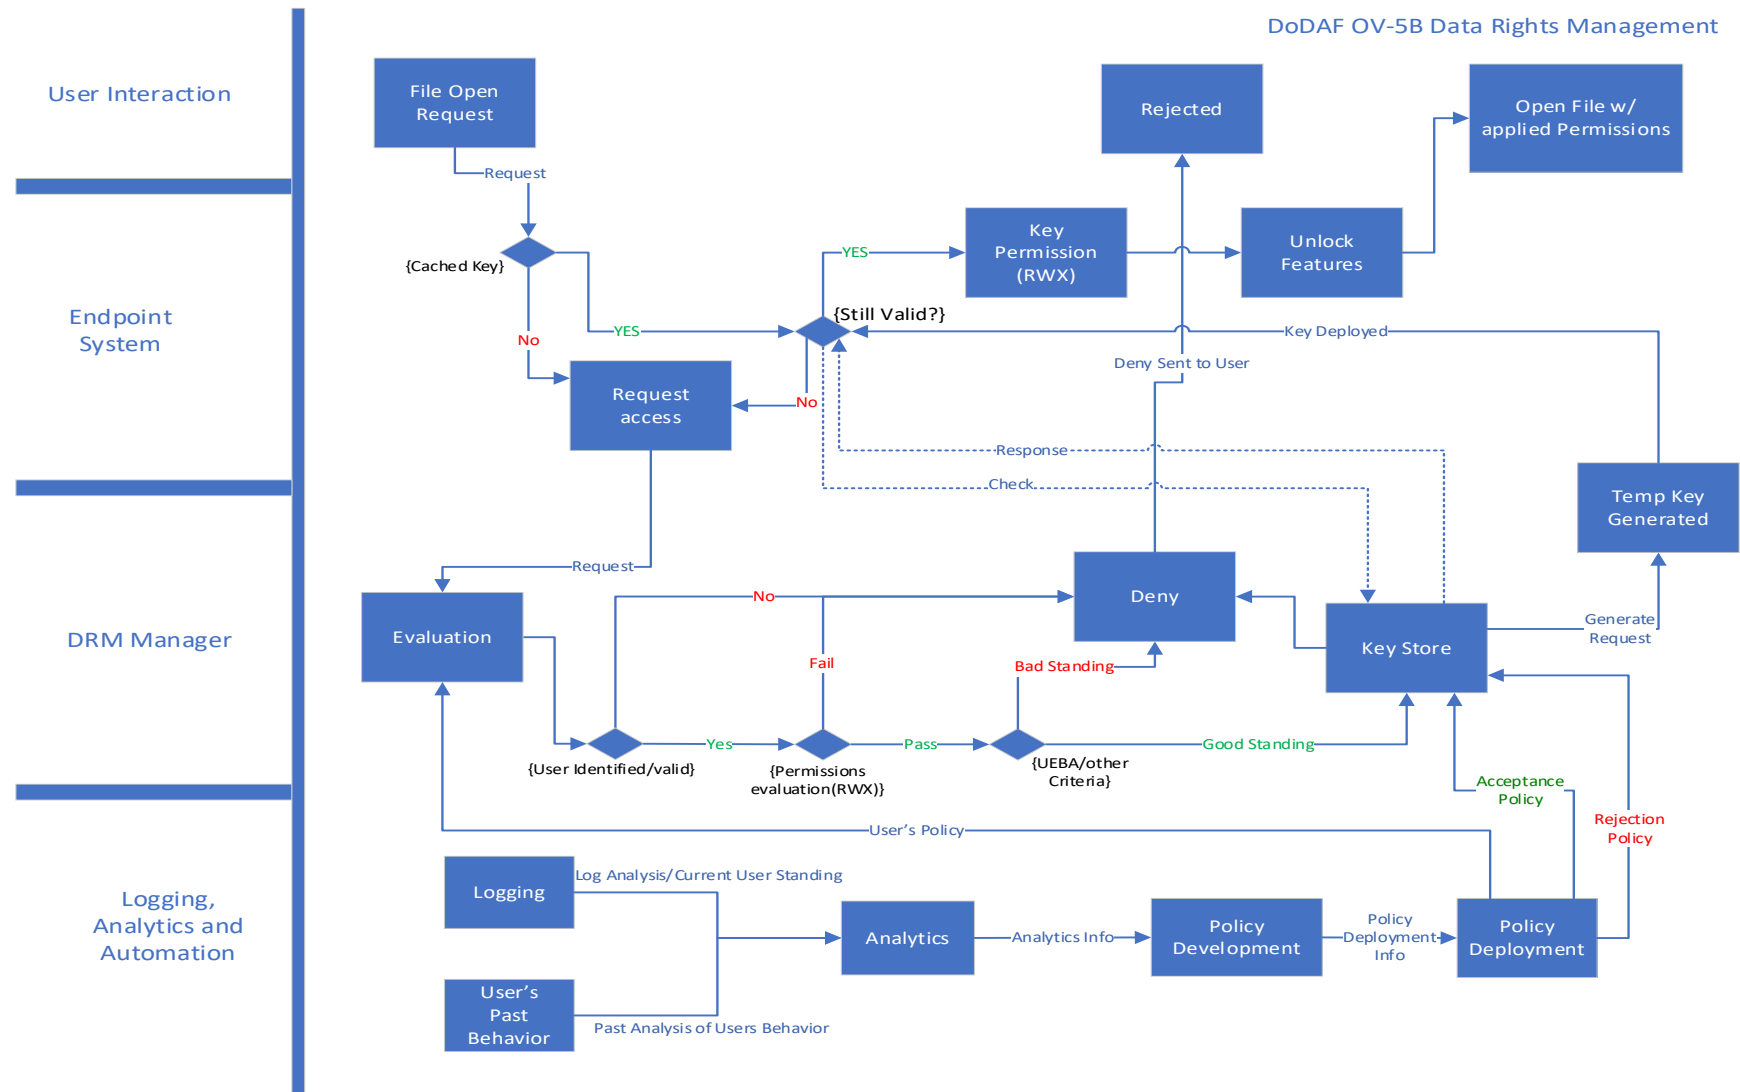 DoDAF OV-5B Data Rights Management
User Interaction
File Open
Request
Rejected
Open File w/
applied Permissions
Request
Endpoint
System
{Cached Key}
YES
Key
Permission
(RWX)
Unlock
Features
{Still Valid?}
No
YES
Key Deployed
Deny Sent to User
Request
access
No
Response
Check
Temp Key
Generated
DRM Manager
Request
Evaluation
No
Deny
Generate
Request
Key Store
Fail
Bad Standing
Yes
Pass
Good Standing
{User Identified/valid}
{Permissions
evaluation(RWX)}
{UEBA/other
Criteria}
Acceptance
Policy
Rejection
Policy
User's Policy
Logging,
Analytics and
Automation
Logging
Log Analysis/Current User Standing
Analytics
Analytics Info
Policy
Development
Policy
Deployment
Info
Policy
Deployment
User's
Past
Behavior
Past Analysis of Users Behavior